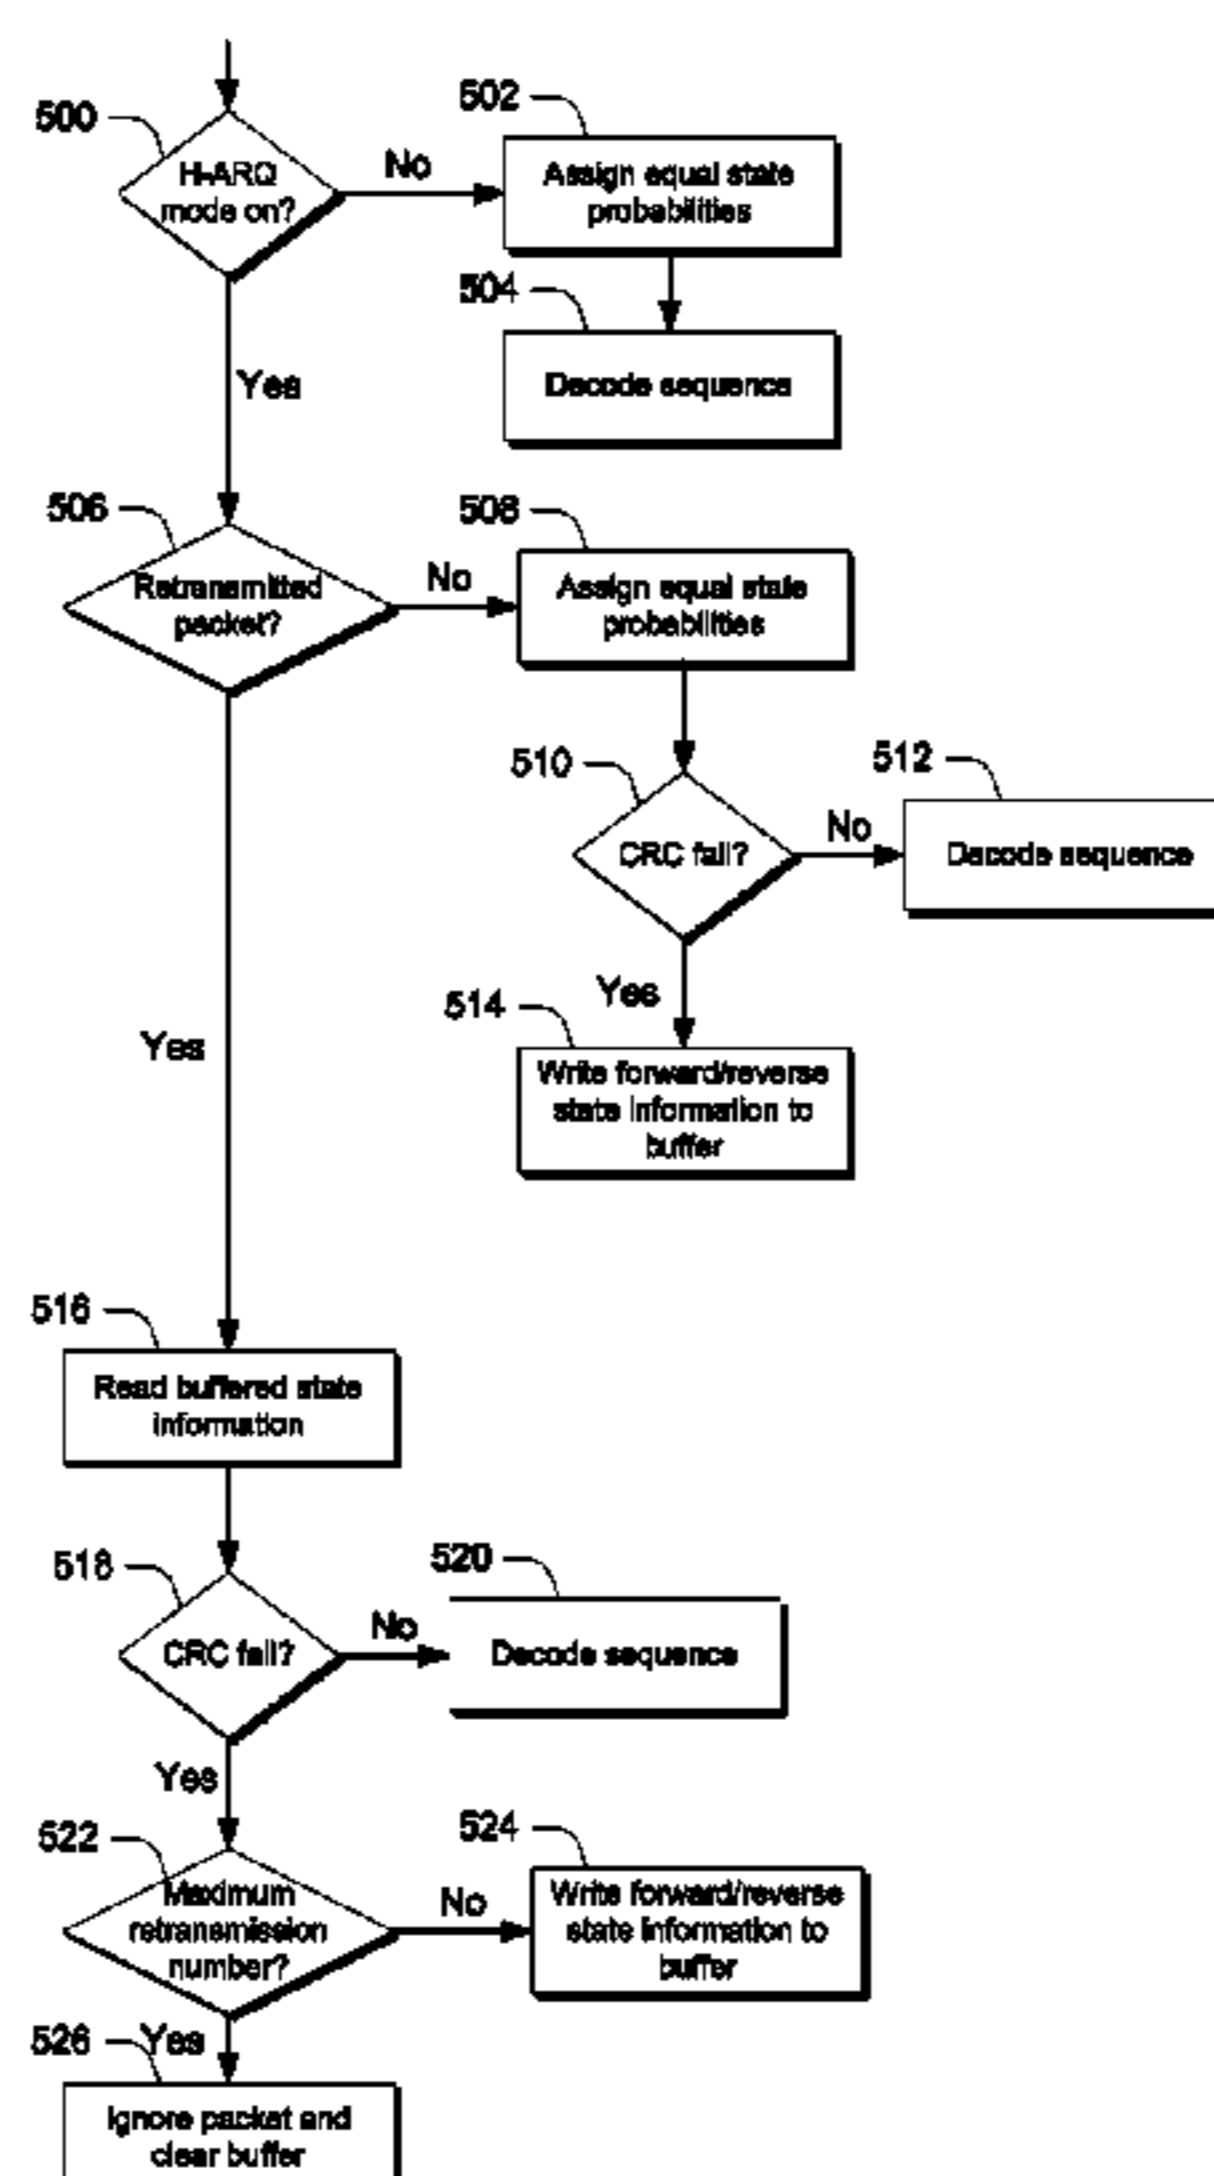 500
H-ARQ
mode on?
No
502
Assign equal state
probabilities
504
Decode sequence
Yes
506
Retransmitted
packet?
No
508
Assign equal state
probabilities
510
CRC fail?
No
512
Decode sequence
Yes
514
Write forward/reverse
state information to
buffer
Yes
516
Read buffered state
information
518
CRC fail?
No
520
Decode sequence
Yes
522
Maximum
retransmission
number?
No
524
Write forward/reverse
state information to
buffer
Yes
526
Ignore packet and
clear buffer